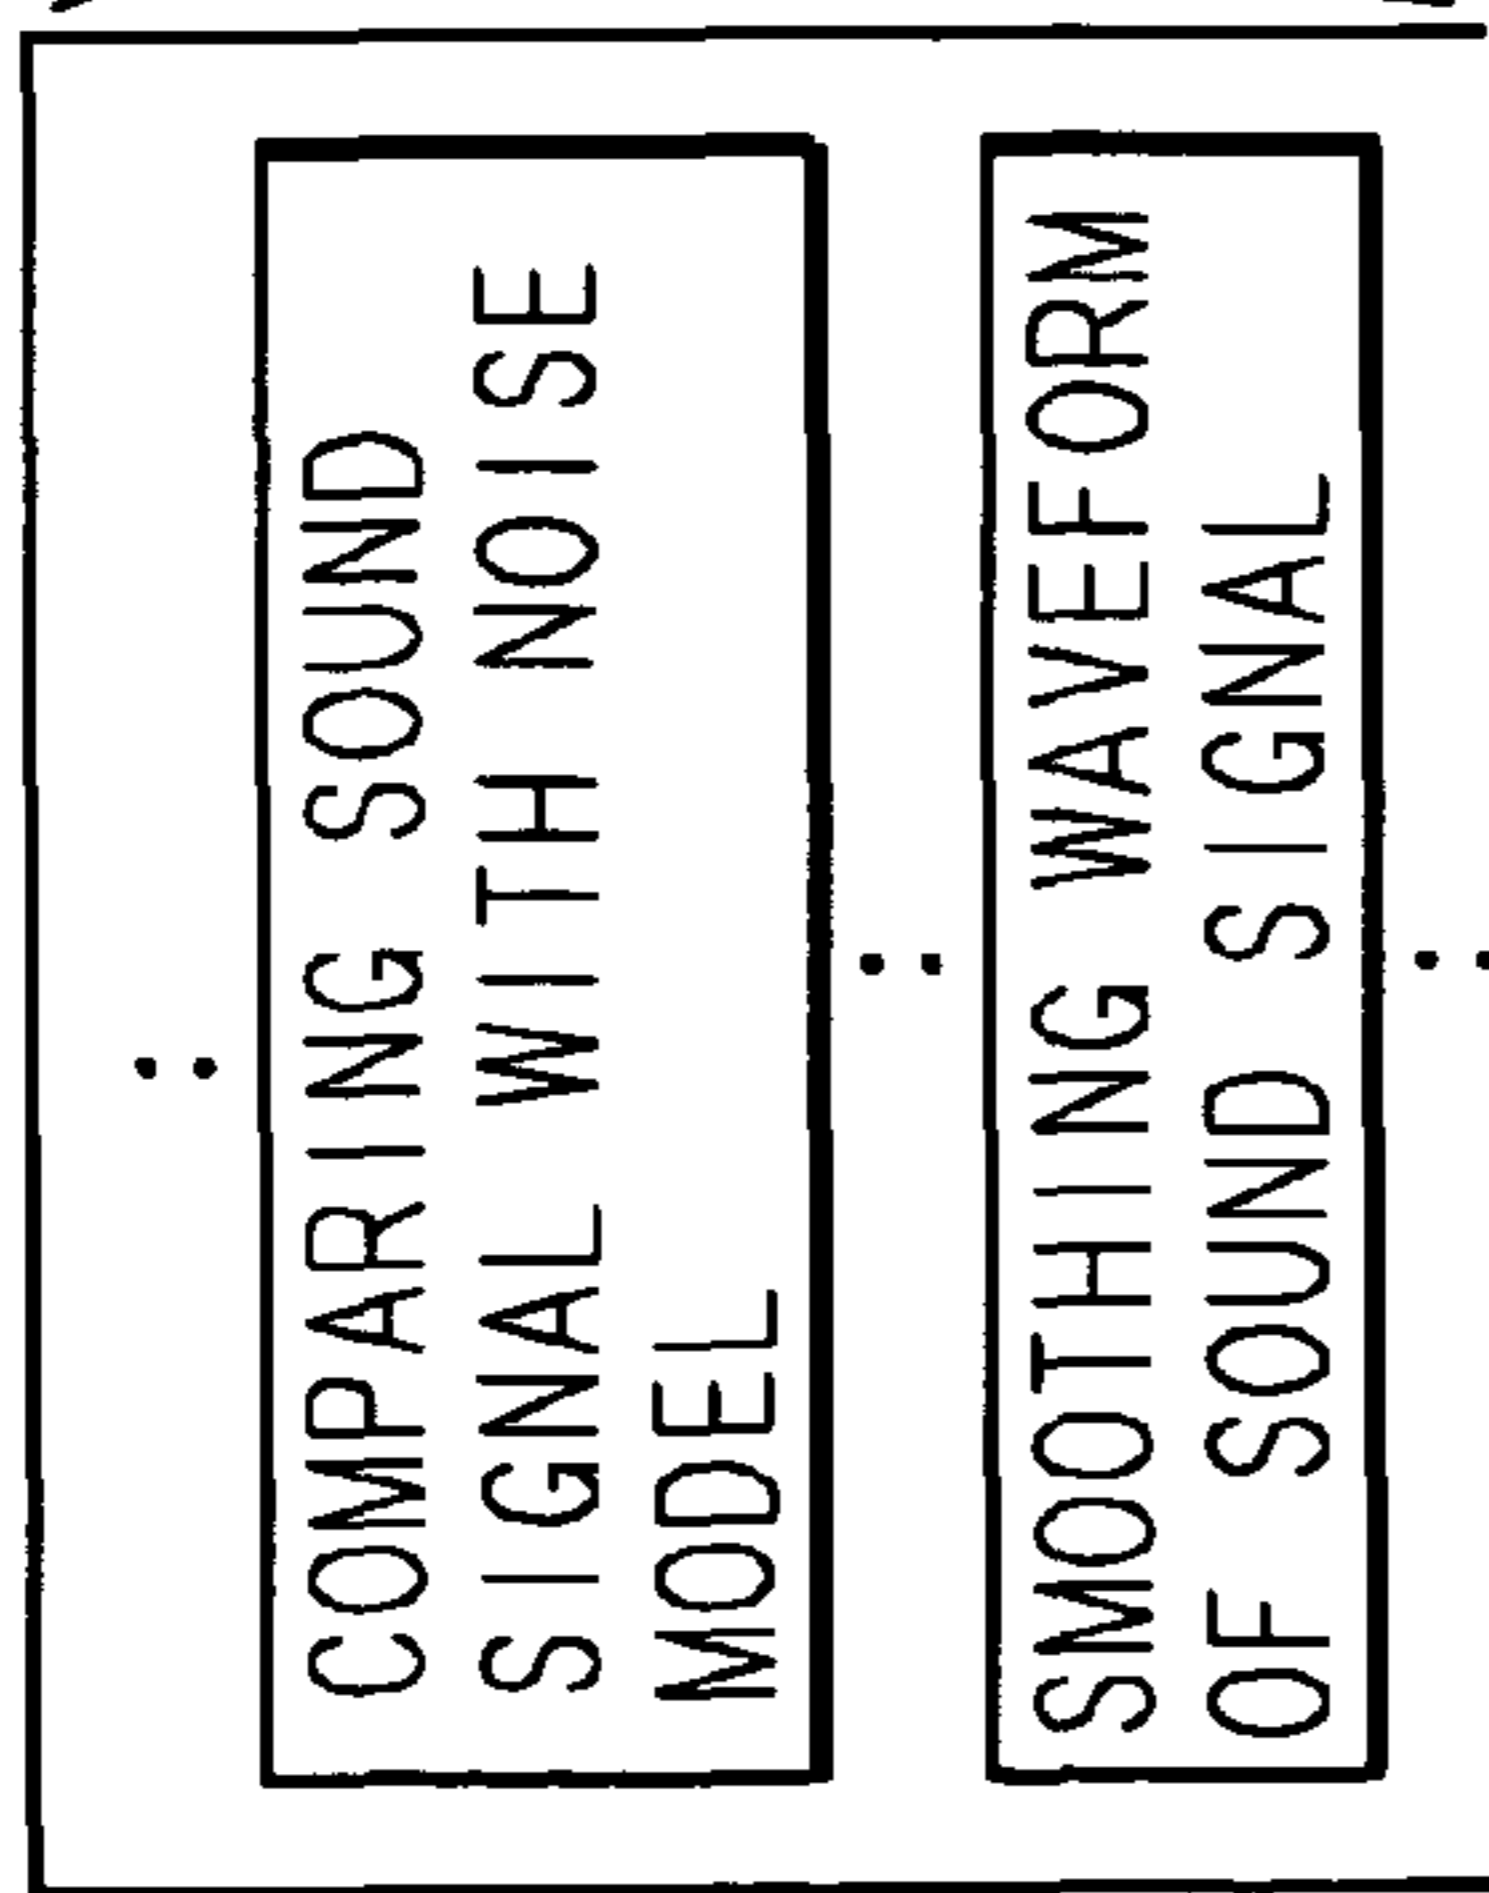 COMPARING SOUND
SIGNAL WITH NOISE
MODEL
SMOOTHING WAVEFORM
OF SOUND SIGNAL